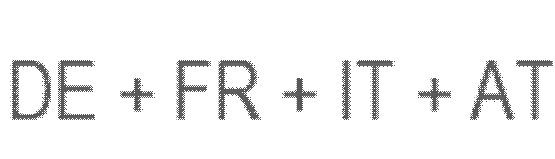 DE + FR + IT + AT